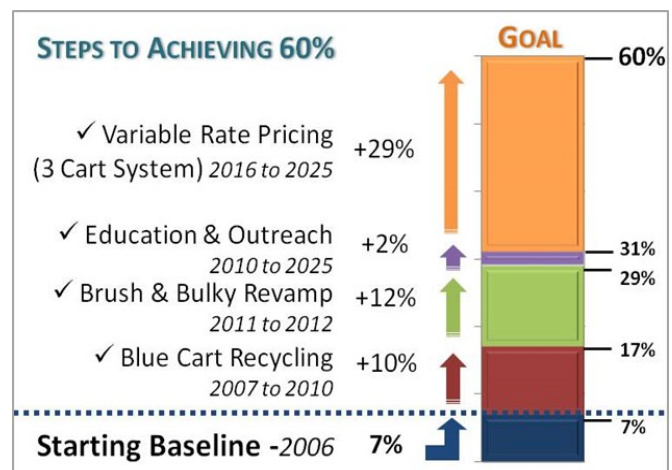 STEPS TO ACHIEVING 60%
GOAL
60%
✓ Variable Rate Pricing
(3 Cart System) 2016 to 2025
+29%
✓ Education & Outreach
2010 to 2025
+2%
31%
29%
✓ Brush & Bulky Revamp
2011 to 2012
+12%
17%
✓ Blue Cart Recycling
2007 to 2010
+10%
7%
Starting Baseline -2006 7%